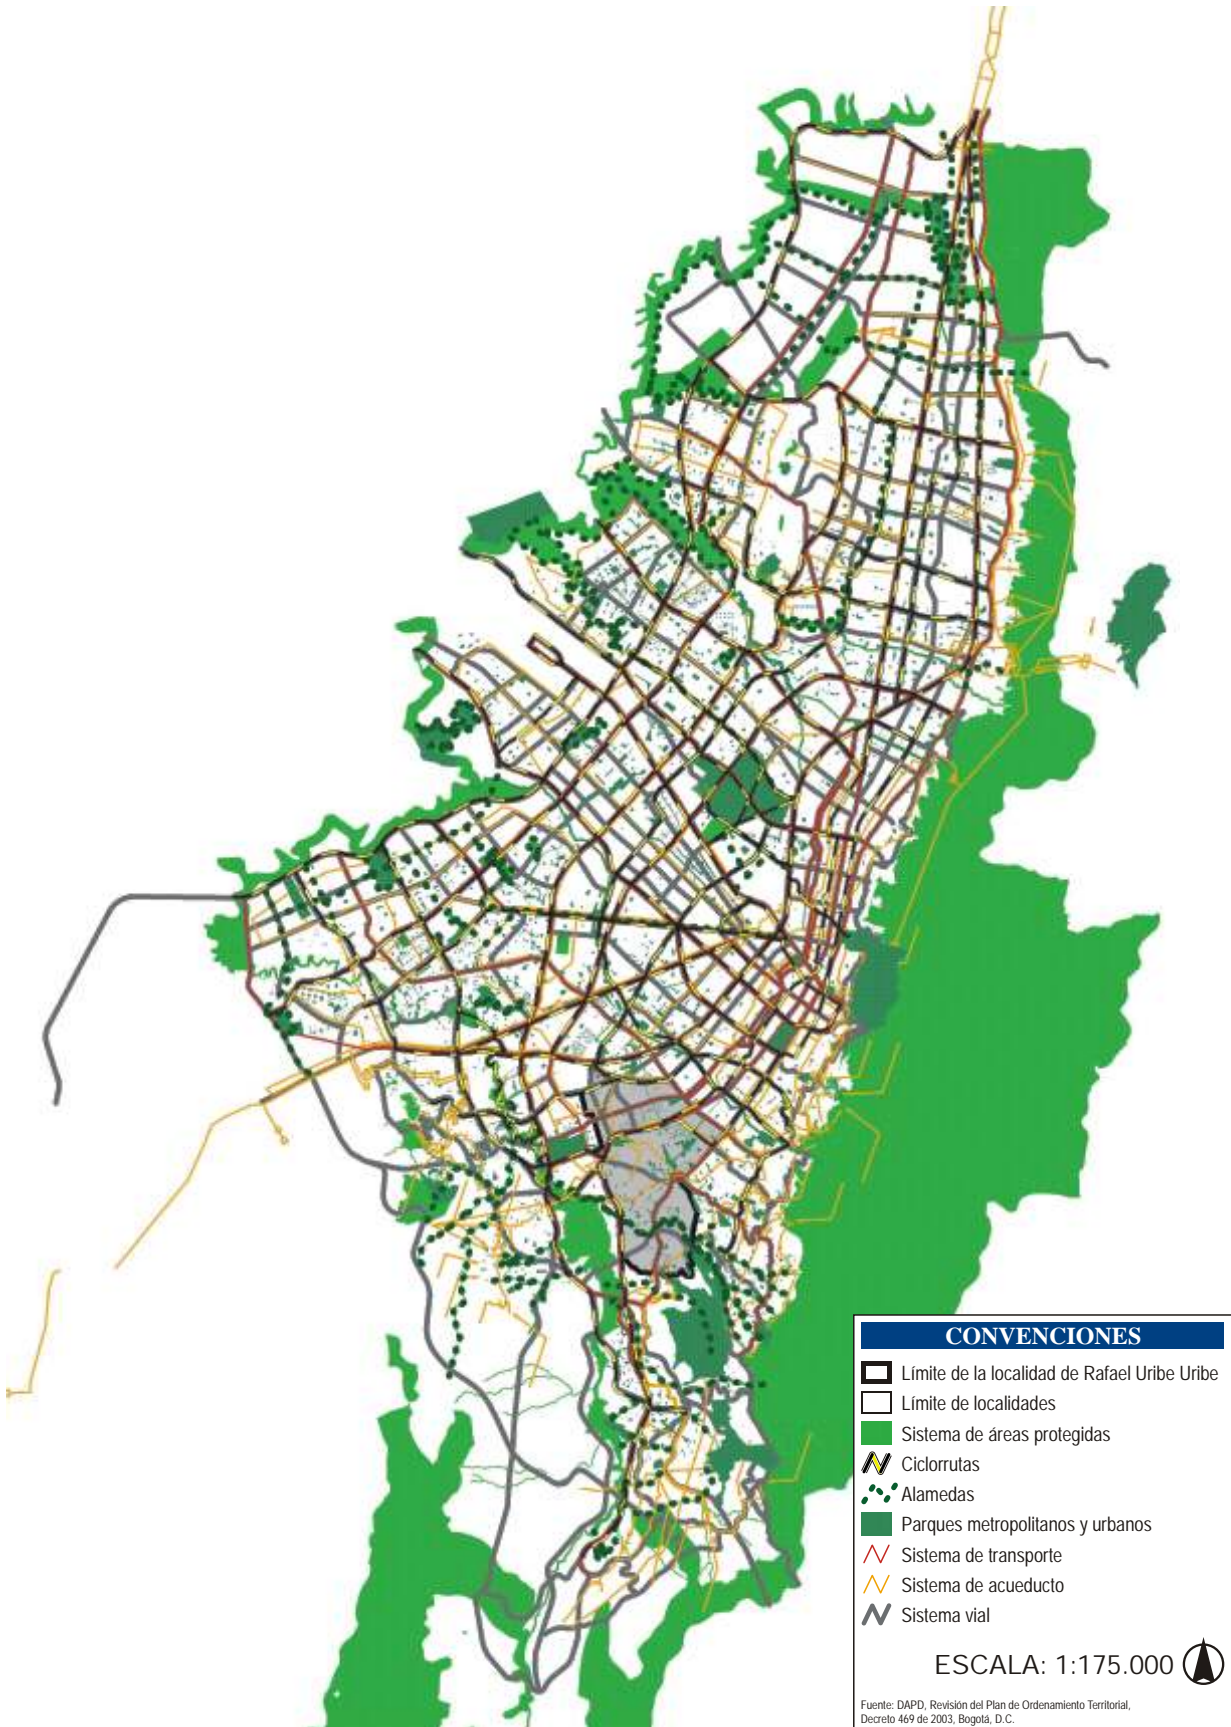 CONVENCIONES
Límite de la localidad de Rafael Uribe Uribe
Límite de localidades
Sistema de áreas protegidas
Ciclorrutas
Alamedas
Parques metropolitanos y urbanos
Sistema de transporte
Sistema de acueducto
Sistema vial
ESCALA: 1:175.000
Fuente: DAPD, Revisión del Plan de Ordenamiento Territorial,
Decreto 469 de 2003, Bogotá, D.C.